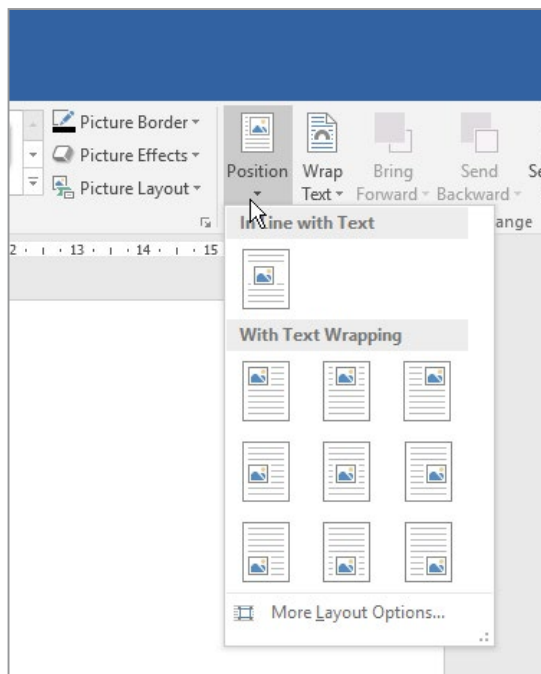 Picture Border
Picture Effects
Picture Layout
Position
Wrap
Text
Bring
Forward
Send
Backward
Se
ange
2 · ı · 13 · ı · 14 · ı · 15
In Line with Text
With Text Wrapping
More Layout Options...